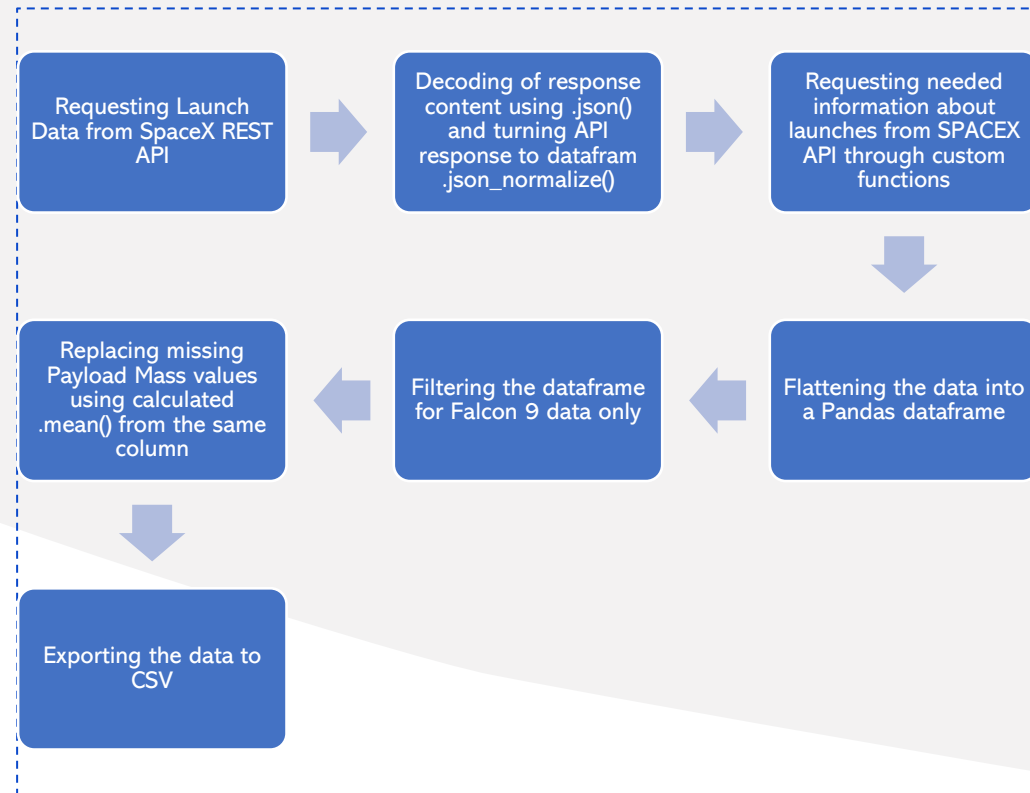 Requesting Launch
Data from SpaceX REST
API
Decoding of response
content using .json()
and turning API
response to datafram
.json_normalize()
Requesting needed
information about
launches from SPACEX
API through custom
functions
Flattening the data into
a Pandas dataframe
Filtering the dataframe
for Falcon 9 data only
Replacing missing
Payload Mass values
using calculated
.mean() from the same
column
Exporting the data to
CSV